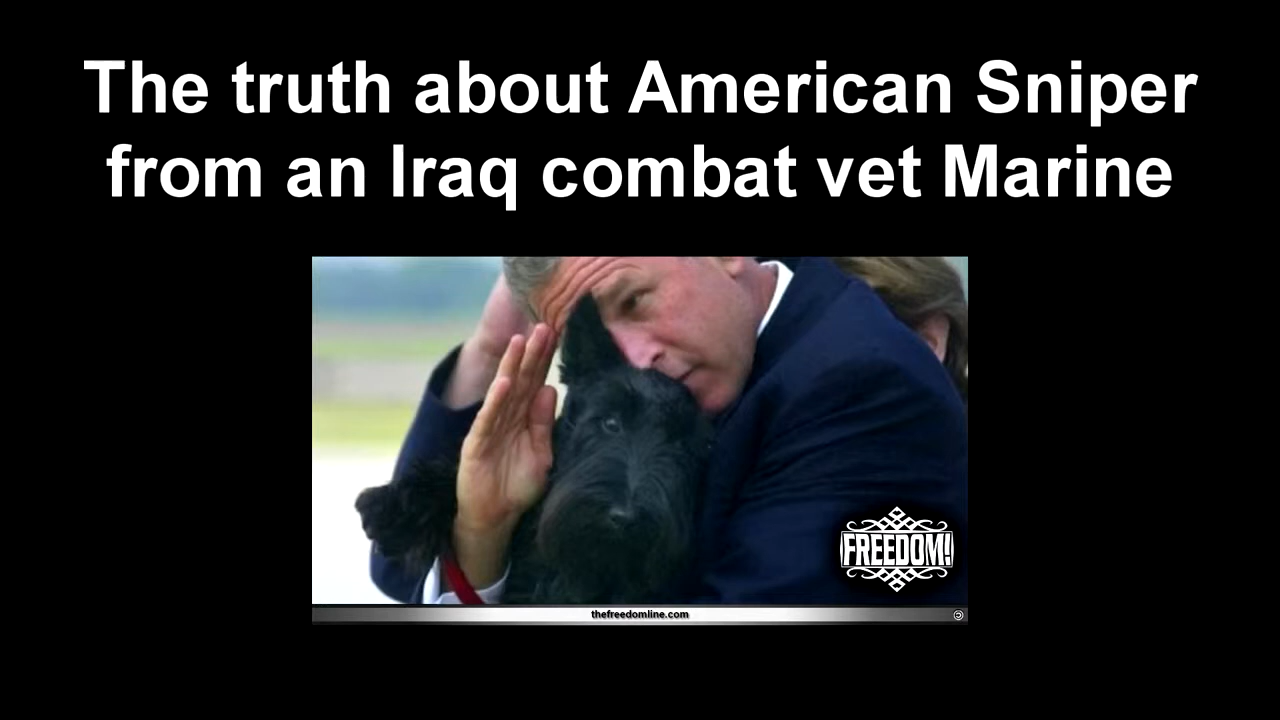 The truth about American Sniper
from an Iraq combat vet Marine
FREEDOM!
thefreedomline.com